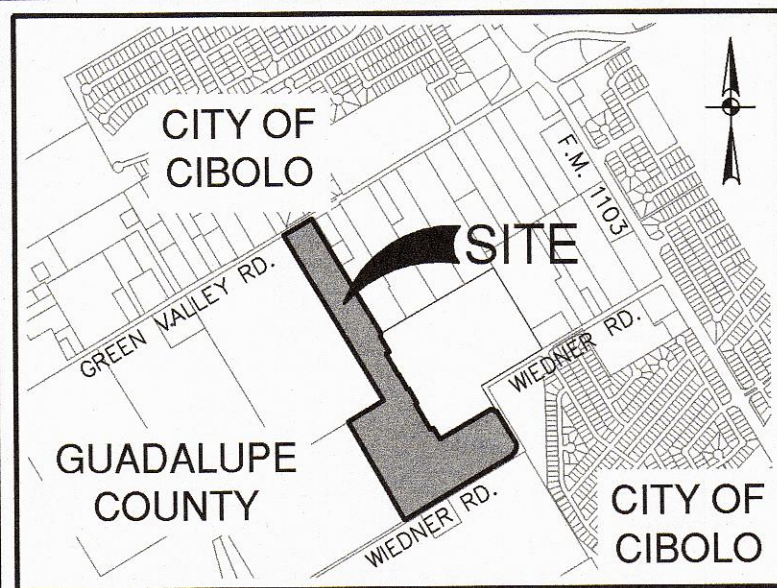 CITY OF
CIBOLO
F.M. 1103
SITE
GREEN VALLEY RD.
WIEDNER RD.
GUADALUPE
COUNTY
WIEDNER RD.
CITY OF
CIBOLO